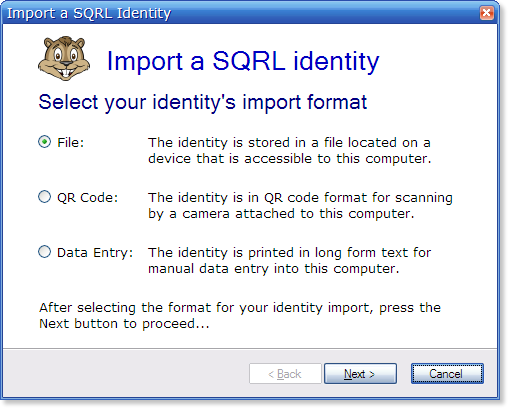 Import a SQRL Identity
Import a SQRL identity
Select your identity's import format
File: The identity is stored in a file located on a
device that is accessible to this computer.
QR Code: The identity is in QR code format for scanning
by a camera attached to this computer.
Data Entry: The identity is printed in long form text for
manual data entry into this computer.
After selecting the format for your identity import, press the
Next button to proceed...
< Back Next > Cancel